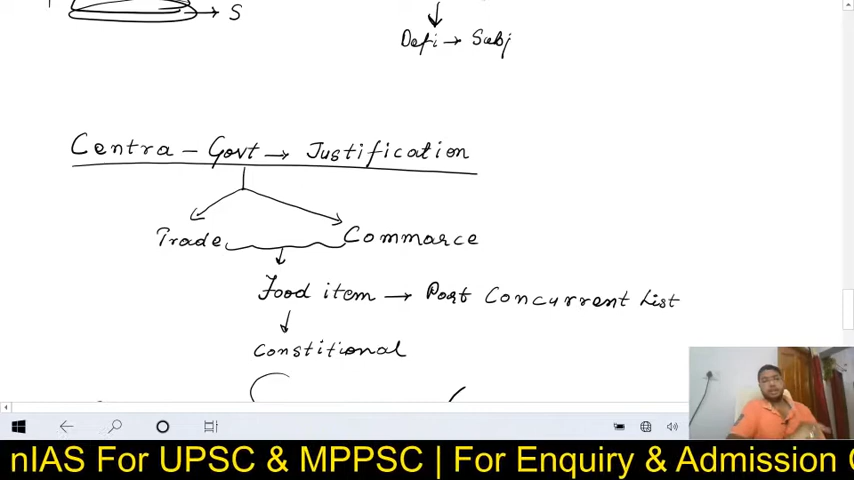 → S
Defi → Subj
Centra - Govt → Justification
Trade Commarce
Food item → Part Concurrent List
Constitional
nIAS For UPSC & MPPSC | For Enquiry & Admission